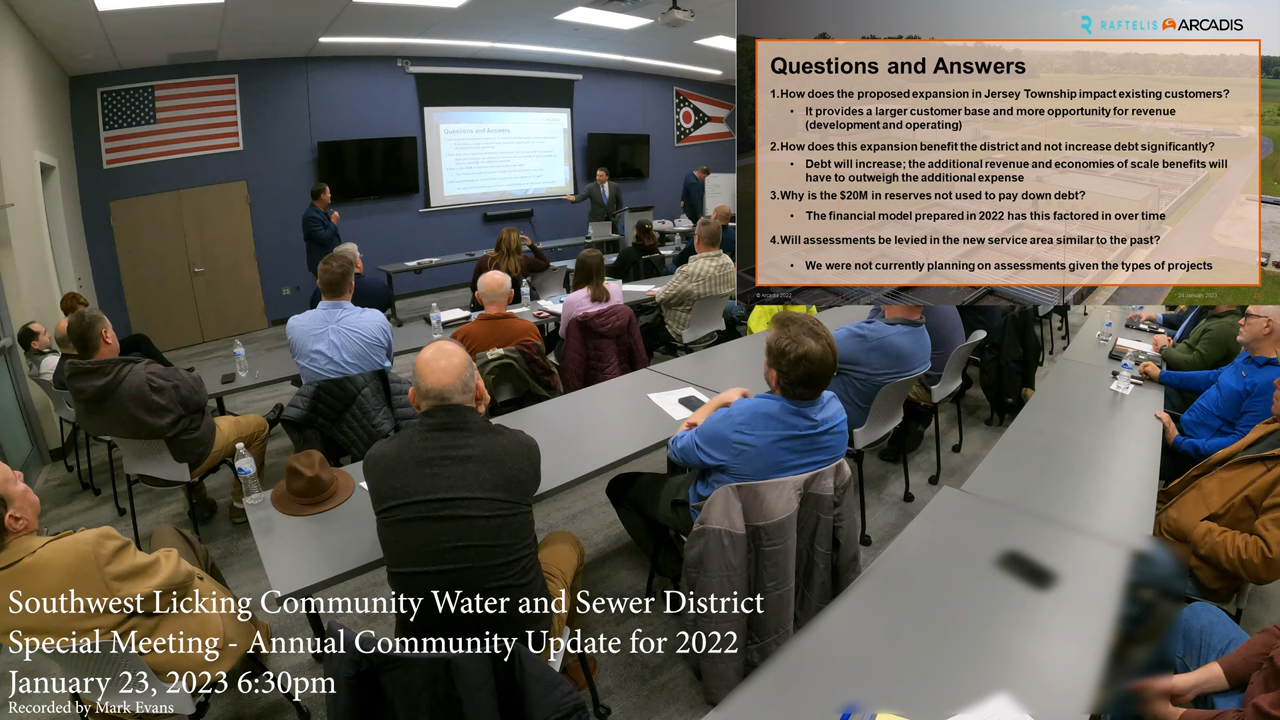 RAFTELIS ARCADIS
Questions and Answers
1.How does the proposed expansion in Jersey Township impact existing customers?
• It provides a larger customer base and more opportunity for revenue
(development and operating)
2.How does this expansion benefit the district and not increase debt significantly?
• Debt will increase, the additional revenue and economies of scale benefits will
have to outweigh the additional expense
3.Why is the $20M in reserves not used to pay down debt?
• The financial model prepared in 2022 has this factored in over time
4.Will assessments be levied in the new service area similar to the past?
• We were not currently planning on assessments given the types of projects
© Arcadis 2022
24 January 2023
Questions and Answers
Southwest Licking Community Water and Sewer District
Special Meeting - Annual Community Update for 2022
January 23, 2023 6:30pm
Recorded by Mark Evans